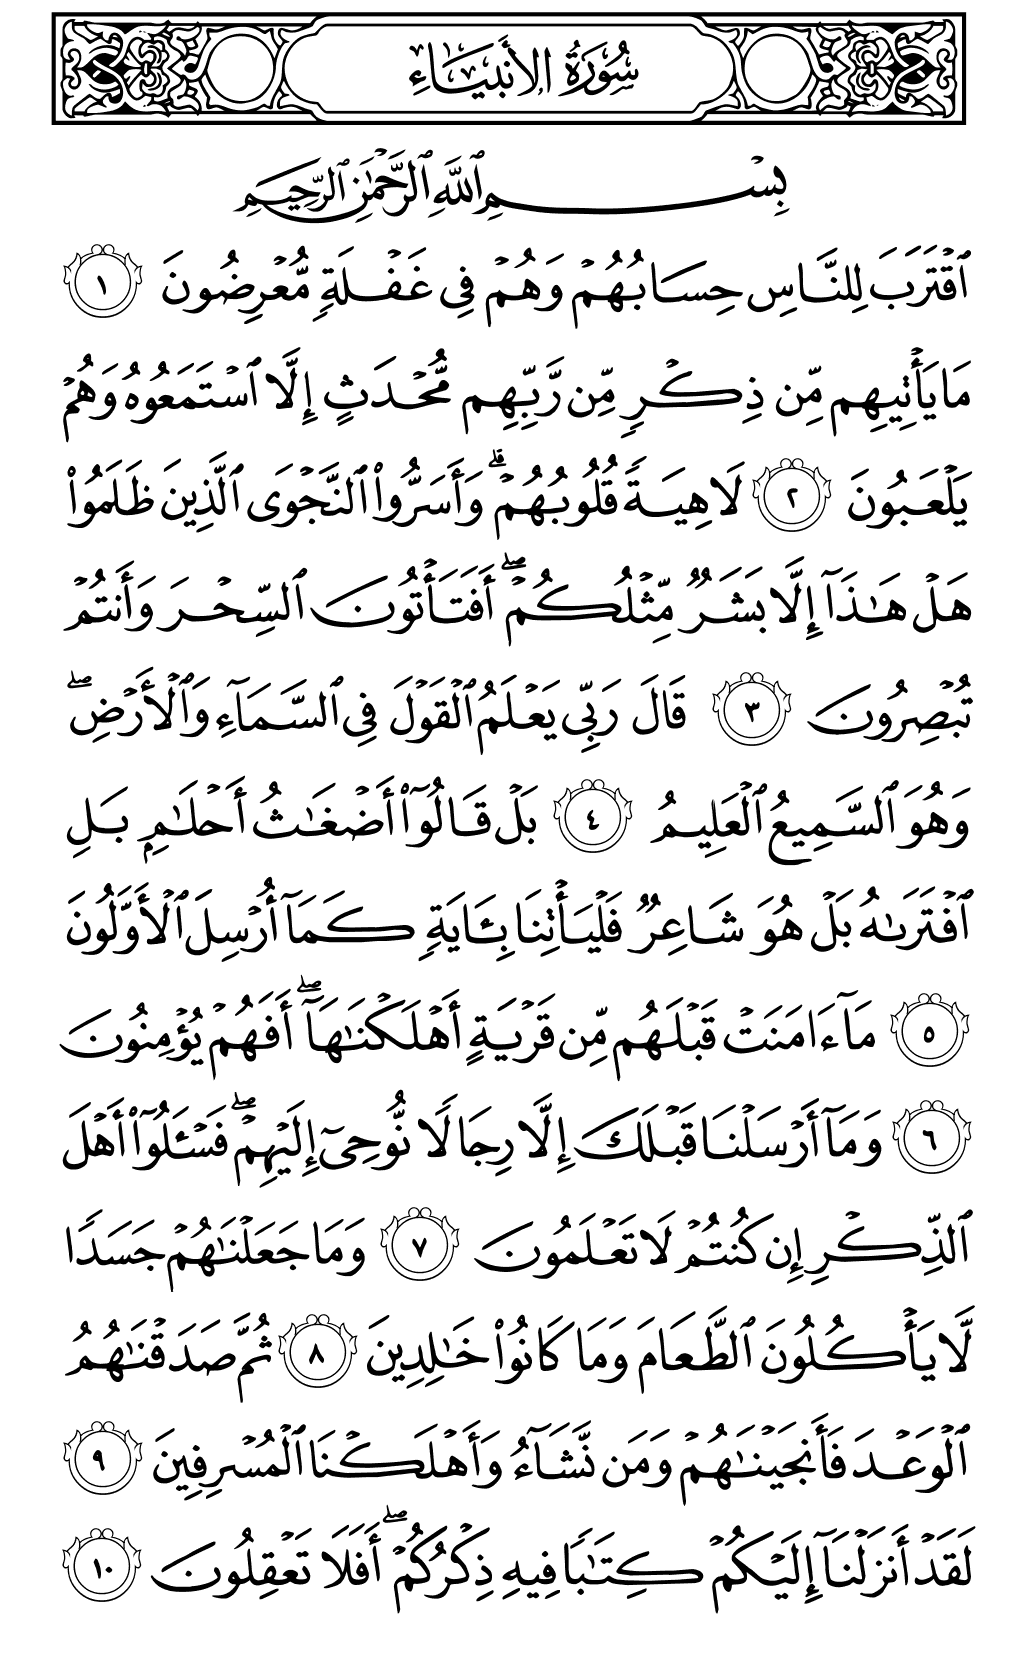 سُورَةُ الأَنبِيَاءِ
بِسۡمِ ٱللَّهِ ٱلرَّحۡمَٰنِ ٱلرَّحِيمِ
ٱقۡتَرَبَ لِلنَّاسِ حِسَابُهُمۡ وَهُمۡ فِى غَفۡلَةٍ مُّعۡرِضُونَ ١
مَا يَأۡتِيهِم مِّن ذِكۡرٍ مِّن رَّبِّهِم مُّحۡدَثٍ إِلَّا ٱسۡتَمَعُوهُ وَهُمۡ
يَلۡعَبُونَ ٢ لَاهِيَةً قُلُوبُهُمۡۗ وَأَسَرُّواْ ٱلنَّجۡوَى ٱلَّذِينَ ظَلَمُواْ
هَلۡ هَٰذَآ إِلَّا بَشَرٌ مِّثۡلُكُمۡۖ أَفَتَأۡتُونَ ٱلسِّحۡرَ وَأَنتُمۡ
تُبۡصِرُونَ ٣ قَالَ رَبِّى يَعۡلَمُ ٱلۡقَوۡلَ فِى ٱلسَّمَآءِ وَٱلۡأَرۡضِۖ
وَهُوَ ٱلسَّمِيعُ ٱلۡعَلِيمُ ٤ بَلۡ قَالُوٓاْ أَضۡغَٰثُ أَحۡلَٰمٍ بَلِ
ٱفۡتَرَىٰهُ بَلۡ هُوَ شَاعِرٌ فَلۡيَأۡتِنَا بِـَٔايَةٍ كَمَآ أُرۡسِلَ ٱلۡأَوَّلُونَ
٥ مَآ ءَامَنَتۡ قَبۡلَهُم مِّن قَرۡيَةٍ أَهۡلَكۡنَٰهَآۖ أَفَهُمۡ يُؤۡمِنُونَ
٦ وَمَآ أَرۡسَلۡنَا قَبۡلَكَ إِلَّا رِجَالًا نُّوحِىٓ إِلَيۡهِمۡۖ فَسۡـَٔلُوٓاْ أَهۡلَ
ٱلذِّكۡرِ إِن كُنتُمۡ لَا تَعۡلَمُونَ ٧ وَمَا جَعَلۡنَٰهُمۡ جَسَدًا
لَّا يَأۡكُلُونَ ٱلطَّعَامَ وَمَا كَانُواْ خَٰلِدِينَ ٨ ثُمَّ صَدَقۡنَٰهُمُ
ٱلۡوَعۡدَ فَأَنجَيۡنَٰهُمۡ وَمَن نَّشَآءُ وَأَهۡلَكۡنَا ٱلۡمُسۡرِفِينَ ٩
لَقَدۡ أَنزَلۡنَآ إِلَيۡكُمۡ كِتَٰبًا فِيهِ ذِكۡرُكُمۡۖ أَفَلَا تَعۡقِلُونَ ١٠